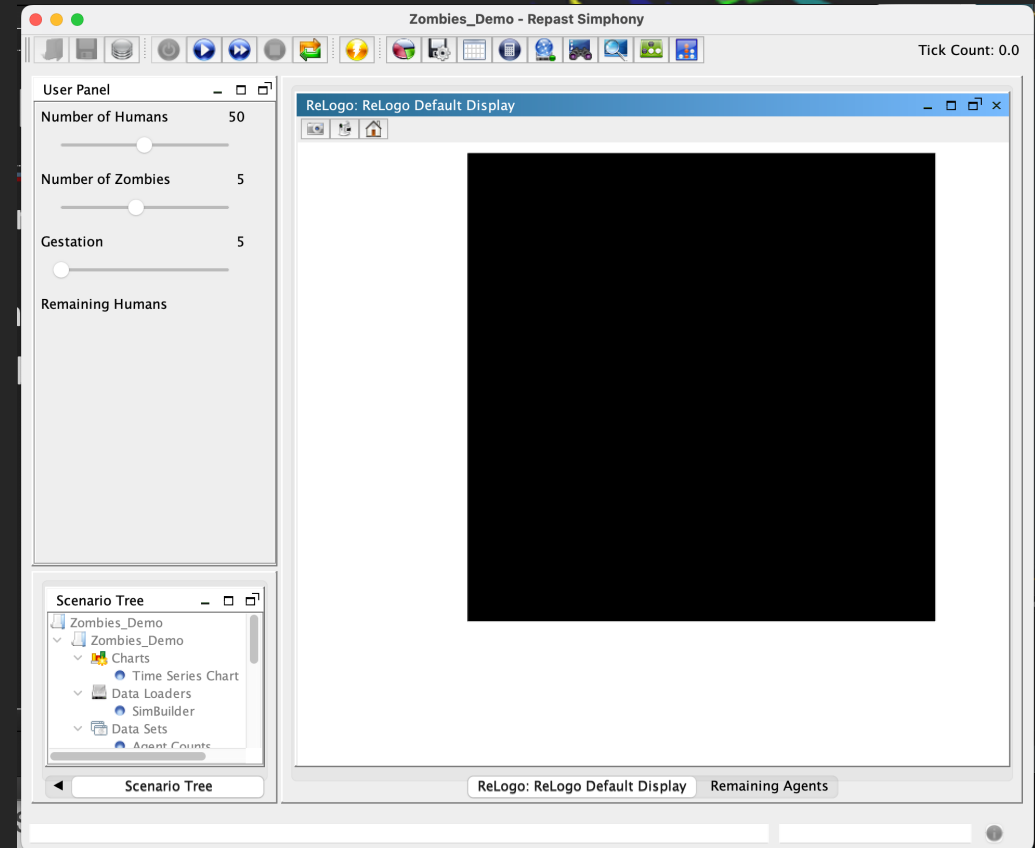 Zombies_Demo - Repast Simphony
Tick Count: 0.0
User Panel
Number of Humans 50
Number of Zombies 5
Gestation 5
Remaining Humans
ReLogo: ReLogo Default Display
Scenario Tree
Zombies_Demo
Zombies_Demo
Charts
Time Series Chart
Data Loaders
SimBuilder
Data Sets
Agent Counts
Scenario Tree
ReLogo: ReLogo Default Display Remaining Agents